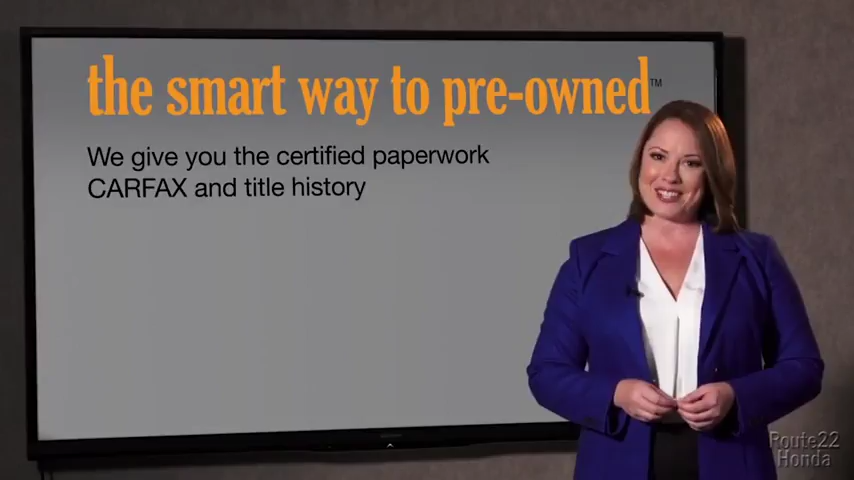 the smart way to pre-owned™
We give you the certified paperwork
CARFAX and title history
Route22
Honda